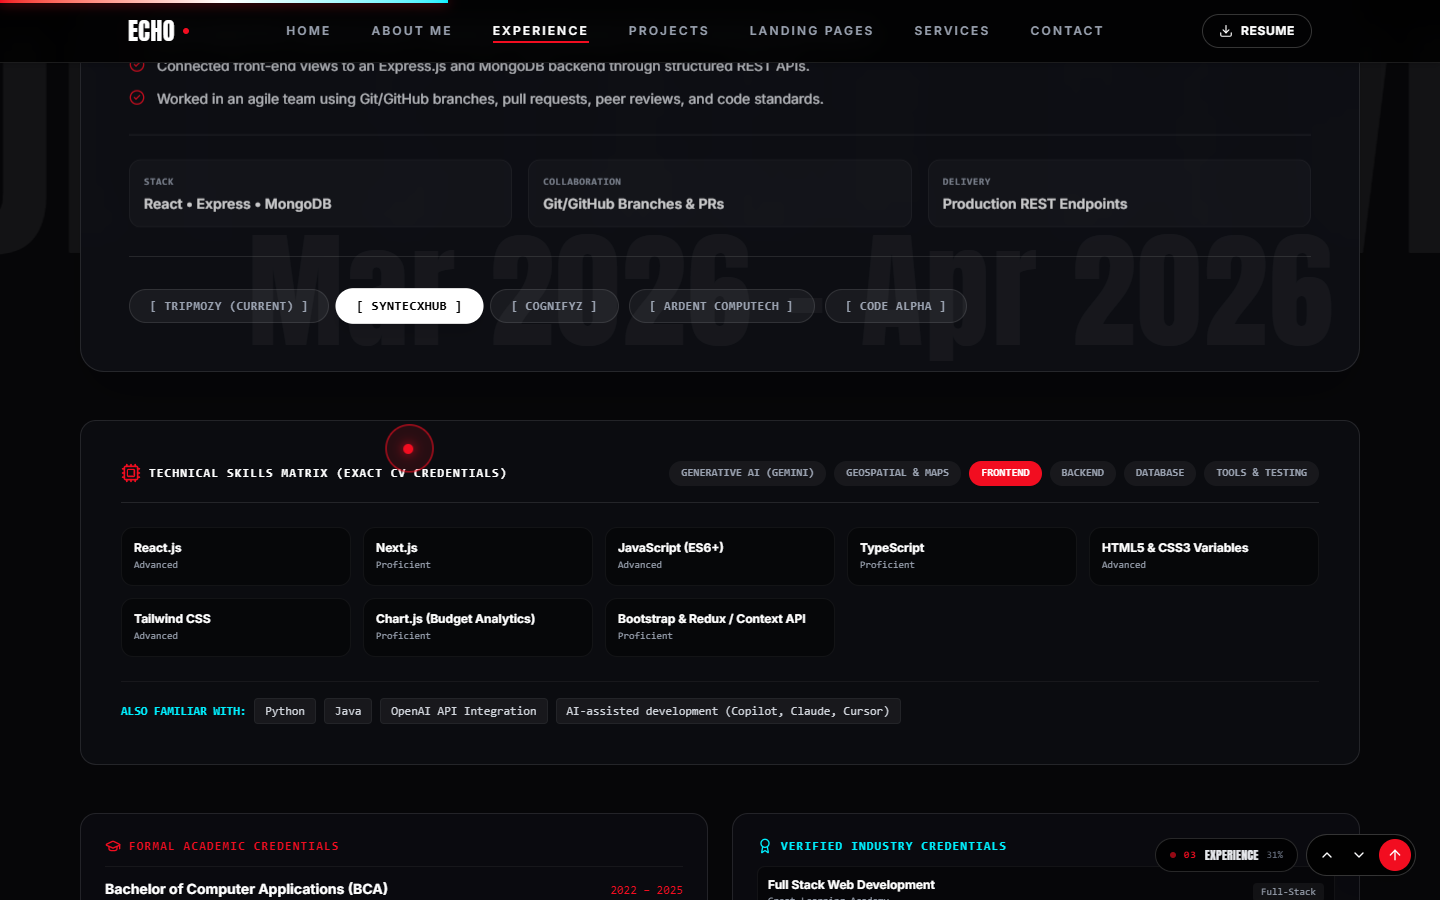 ECHO
HOME
ABOUT ME
EXPERIENCE
PROJECTS
LANDING PAGES
SERVICES
CONTACT
RESUME
Connected front-end views to an Express.js and MongoDB backend through structured REST APIs.
Worked in an agile team using Git/GitHub branches, pull requests, peer reviews, and code standards.
STACK
React • Express • MongoDB
COLLABORATION
Git/GitHub Branches & PRs
DELIVERY
Production REST Endpoints
Mar 2026 – Apr 2026
[ TRIPMOZY (CURRENT) ]
[ SYNTECXHUB ]
[ COGNIFYZ ]
[ ARDENT COMPUTECH ]
[ CODE ALPHA ]
TECHNICAL SKILLS MATRIX (EXACT CV CREDENTIALS)
GENERATIVE AI (GEMINI)
GEOSPATIAL & MAPS
FRONTEND
BACKEND
DATABASE
TOOLS & TESTING
React.js
Advanced
Next.js
Proficient
JavaScript (ES6+)
Advanced
TypeScript
Proficient
HTML5 & CSS3 Variables
Advanced
Tailwind CSS
Advanced
Chart.js (Budget Analytics)
Proficient
Bootstrap & Redux / Context API
Proficient
ALSO FAMILIAR WITH:
Python
Java
OpenAI API Integration
AI-assisted development (Copilot, Claude, Cursor)
FORMAL ACADEMIC CREDENTIALS
Bachelor of Computer Applications (BCA)
2022 – 2025
VERIFIED INDUSTRY CREDENTIALS
Full Stack Web Development
Great Learning Academy
Full-Stack
03 EXPERIENCE 31%